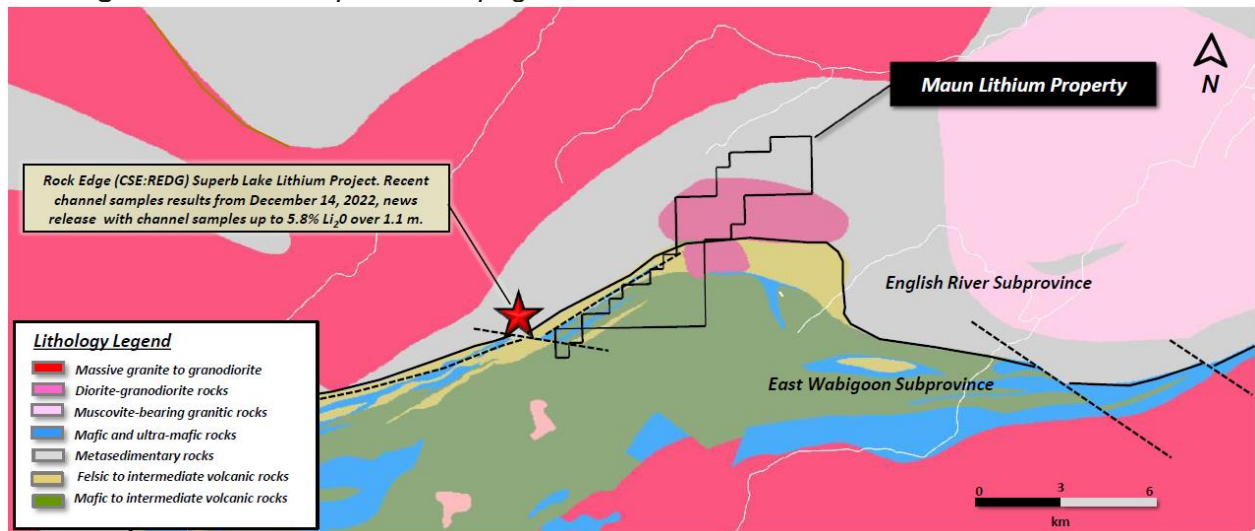 Maun Lithium Property
N
Rock Edge (CSE:REDG) Superb Lake Lithium Project. Recent
channel samples results from December 14, 2022, news
release with channel samples up to 5.8% Li₂0 over 1.1 m.
English River Subprovince
East Wabigoon Subprovince
Lithology Legend
Massive granite to granodiorite
Diorite-granodiorite rocks
Muscovite-bearing granitic rocks
Mafic and ultra-mafic rocks
Metasedimentary rocks
Felsic to intermediate volcanic rocks
Mafic to intermediate volcanic rocks
0 3 6
km